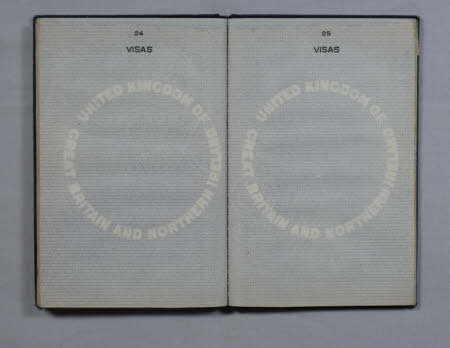 24
VISAS
UNITED KINGDOM OF
GREAT BRITAIN AND NORTHERN IRELAND
25
VISAS
UNITED KINGDOM OF
GREAT BRITAIN AND NORTHERN IRELAND